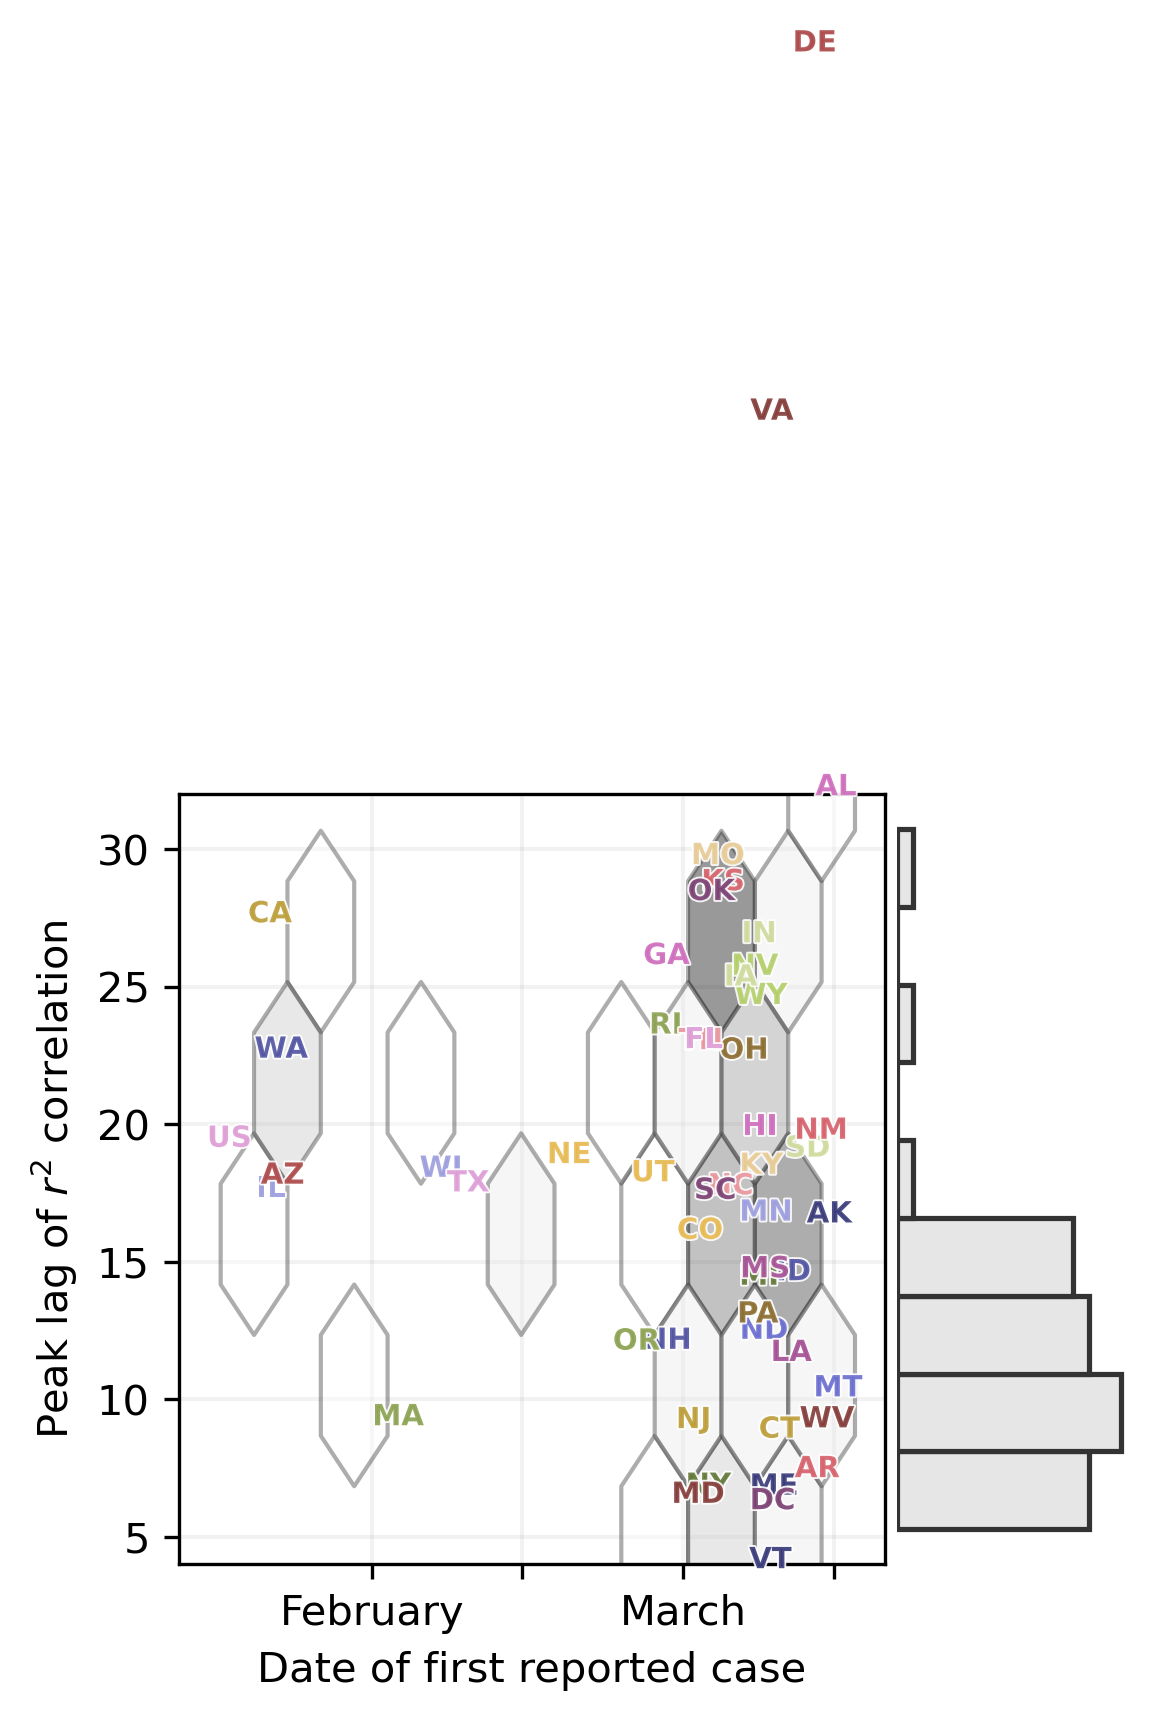 DE
VA
AL
30
MO
KS
OK
CA
IN
GA
NV
IA
25
WY
RI
FL
WA
OH
20
HI
NM
US
SD
NE
KY
WI
UT
AZ
TX
IL
NC
SC
MN
AK
CO
15
MS
PA
ND
OR
NH
LA
10
MT
MA
NJ
CT
WV
AR
NY
ME
MD
DC
5
VT
Peak lag of r² correlation
February
March
Date of first reported case